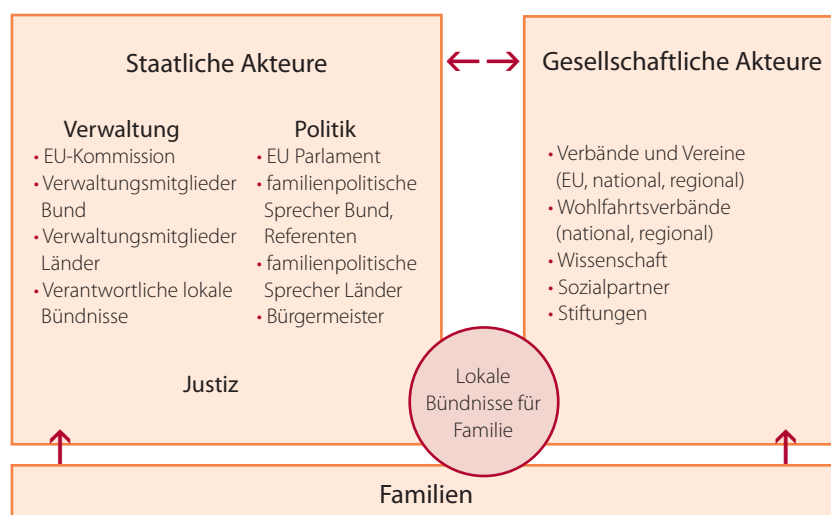 Staatliche Akteure
Verwaltung
• EU-Kommission
• Verwaltungsmitglieder
Bund
• Verwaltungsmitglieder
Länder
• Verantwortliche lokale
Bündnisse
Politik
• EU Parlament
• familienpolitische
Sprecher Bund,
Referenten
• familienpolitische
Sprecher Länder
• Bürgermeister
Justiz
Gesellschaftliche Akteure
• Verbände und Vereine
(EU, national, regional)
• Wohlfahrtsverbände
(national, regional)
• Wissenschaft
• Sozialpartner
• Stiftungen
Lokale
Bündnisse für
Familie
Familien